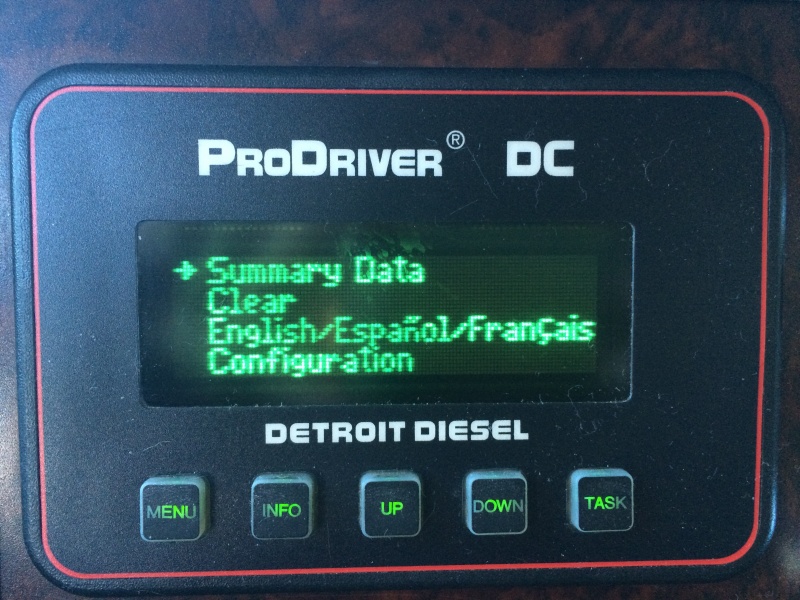 ProDriver® DC
→ Summary Data
Clear
English/Español/Français
Configuration
DETROIT DIESEL
MENU INFO UP DOWN TASK